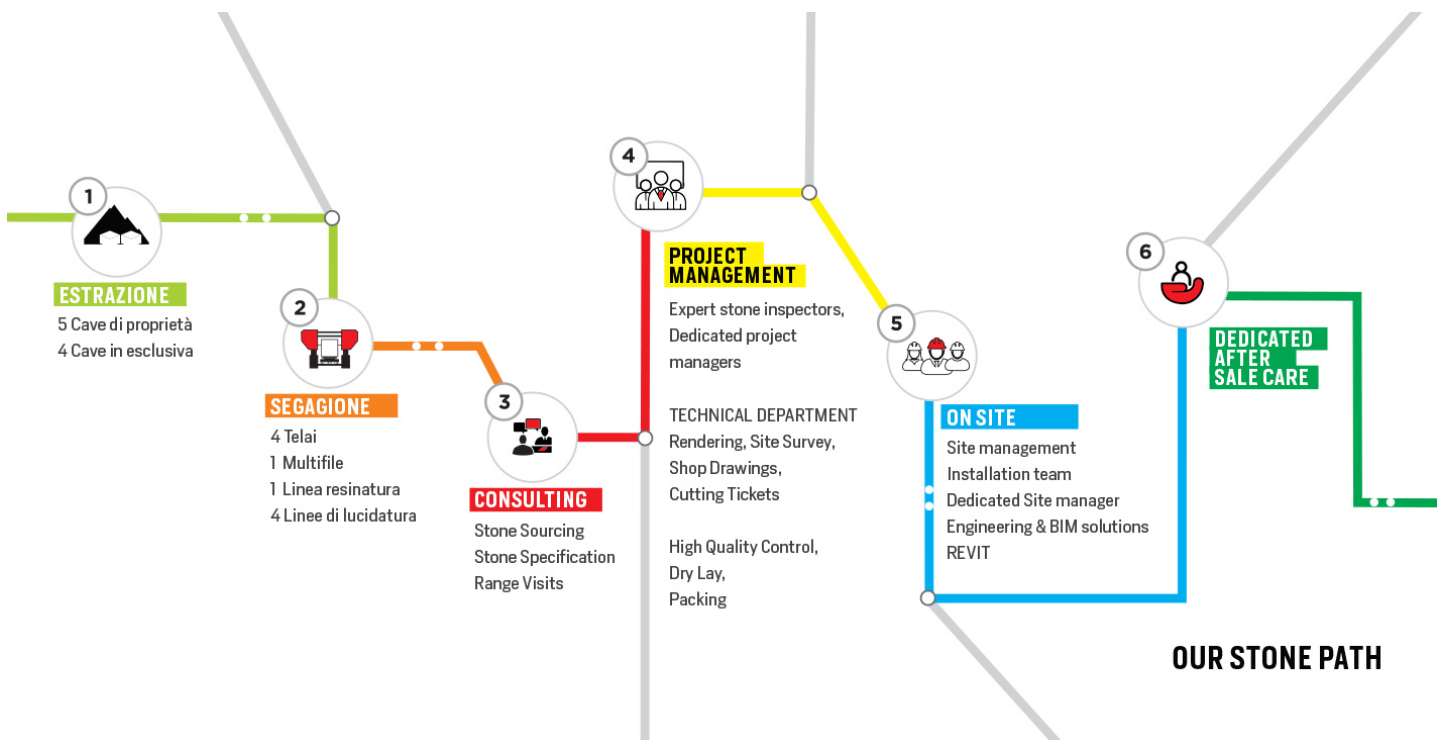 1
ESTRAZIONE
5 Cave di proprietà
4 Cave in esclusiva
2
SEGAGIONE
4 Telai
1 Multifile
1 Linea resinatura
4 Linee di lucidatura
3
CONSULTING
Stone Sourcing
Stone Specification
Range Visits
4
PROJECT
MANAGEMENT
Expert stone inspectors,
Dedicated project
managers
TECHNICAL DEPARTMENT
Rendering, Site Survey,
Shop Drawings,
Cutting Tickets
High Quality Control,
Dry Lay,
Packing
5
ON SITE
Site management
Installation team
Dedicated Site manager
Engineering & BIM solutions
REVIT
6
DEDICATED
AFTER
SALE CARE
OUR STONE PATH